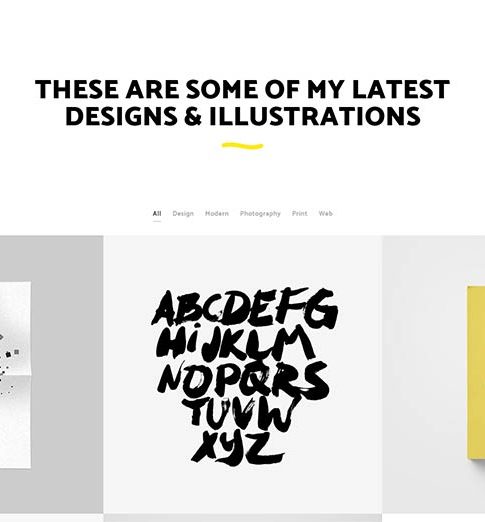 THESE ARE SOME OF MY LATEST
DESIGNS & ILLUSTRATIONS
All Design Modern Photography Print Web
ABCDEFG
HiJKLM
NOPQRS
TUVW
XYZ